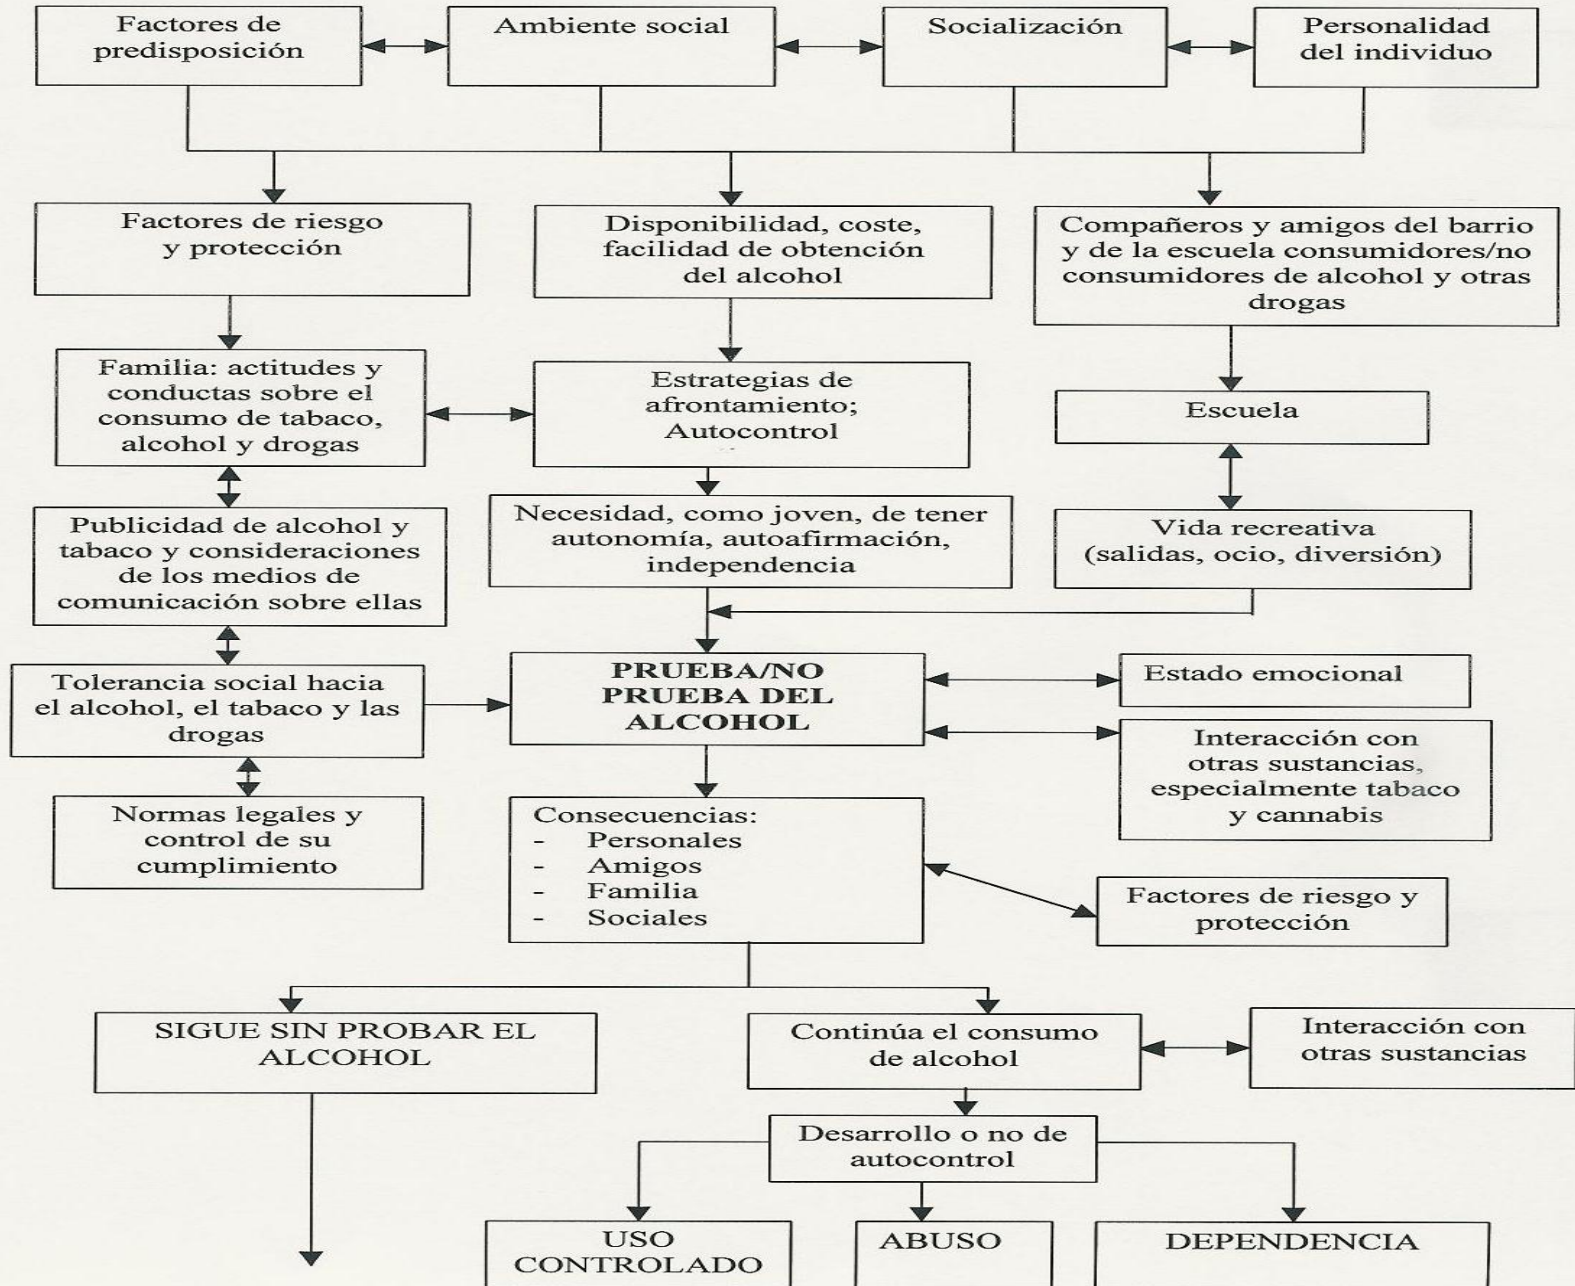 Factores de
predisposición
Ambiente social
Socialización
Personalidad
del individuo
Factores de riesgo
y protección
Disponibilidad, coste,
facilidad de obtención
del alcohol
Compañeros y amigos del barrio
y de la escuela consumidores/no
consumidores de alcohol y otras
drogas
Familia: actitudes y
conductas sobre el
consumo de tabaco,
alcohol y drogas
Estrategias de
afrontamiento;
Autocontrol
Escuela
Publicidad de alcohol y
tabaco y consideraciones
de los medios de
comunicación sobre ellas
Necesidad, como joven, de tener
autonomía, autoafirmación,
independencia
Vida recreativa
(salidas, ocio, diversión)
Tolerancia social hacia
el alcohol, el tabaco y las
drogas
PRUEBA/NO
PRUEBA DEL
ALCOHOL
Estado emocional
Interacción con
otras sustancias,
especialmente tabaco
y cannabis
Normas legales y
control de su
cumplimiento
Consecuencias:
- Personales
- Amigos
- Familia
- Sociales
Factores de riesgo y
protección
SIGUE SIN PROBAR EL
ALCOHOL
Continúa el consumo
de alcohol
Interacción con
otras sustancias
Desarrollo o no de
autocontrol
USO
CONTROLADO
ABUSO
DEPENDENCIA